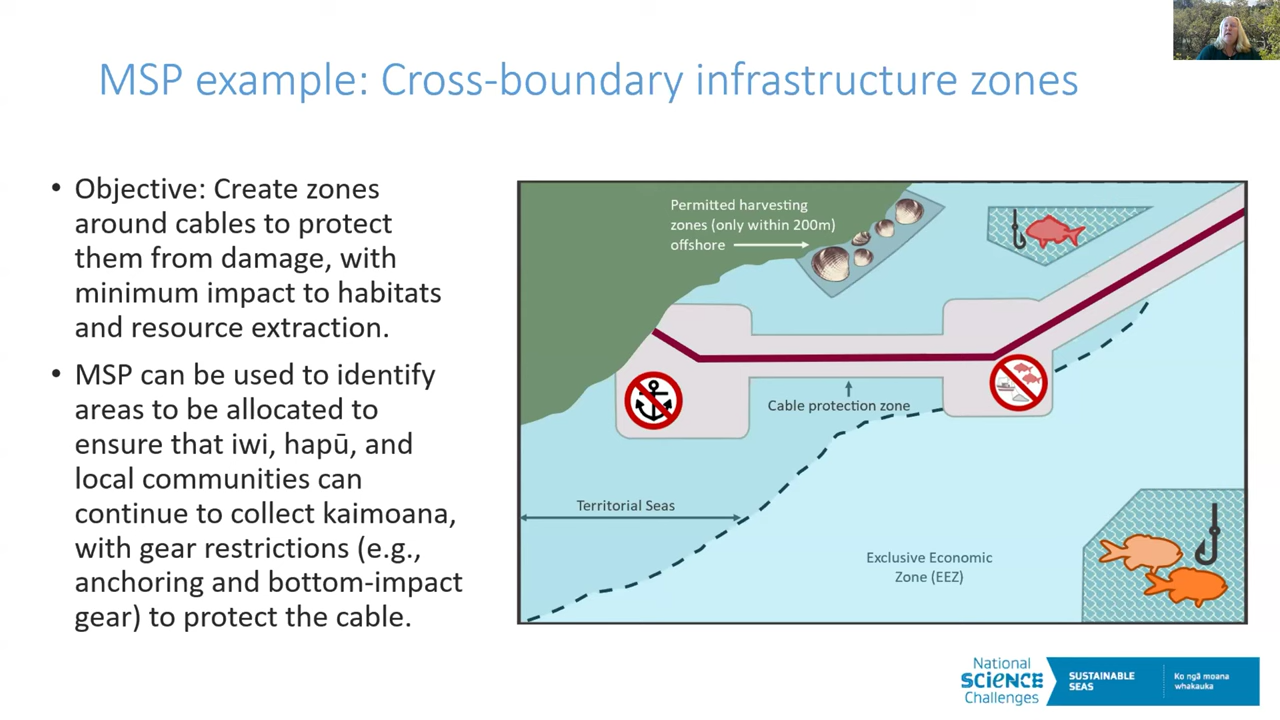 MSP example: Cross-boundary infrastructure zones
• Objective: Create zones
around cables to protect
them from damage, with
minimum impact to habitats
and resource extraction.
• MSP can be used to identify
areas to be allocated to
ensure that iwi, hapū, and
local communities can
continue to collect kaimoana,
with gear restrictions (e.g.,
anchoring and bottom-impact
gear) to protect the cable.
Permitted harvesting
zones (only within 200m)
offshore
Cable protection zone
Territorial Seas
Exclusive Economic
Zone (EEZ)
National
SCIENCE
Challenges
SUSTAINABLE
SEAS
Ko ngā moana
whakauka